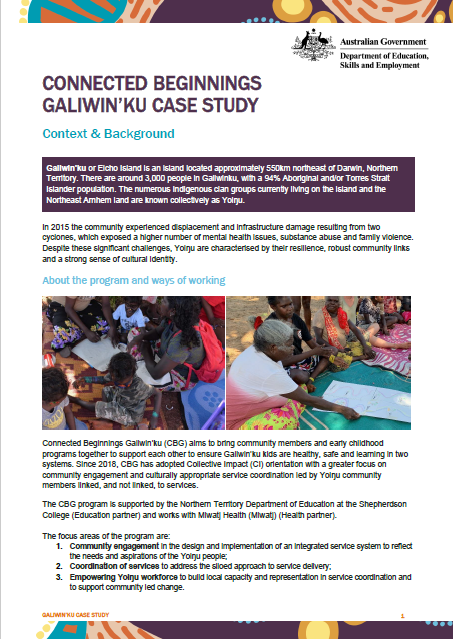 Australian Government
Department of Education,
Skills and Employment
CONNECTED BEGINNINGS
GALIWIN'KU CASE STUDY
Context & Background
Galiwin'ku or Elcho Island is an island located approximately 550km northeast of Darwin, Northern
Territory. There are around 3,000 people in Galiwinku, with a 94% Aboriginal and/or Torres Strait
Islander population. The numerous Indigenous clan groups currently living on the island and the
Northeast Arnhem land are known collectively as Yolŋu.
In 2015 the community experienced displacement and infrastructure damage resulting from two
cyclones, which exposed a higher number of mental health issues, substance abuse and family violence.
Despite these significant challenges, Yolŋu are characterised by their resilience, robust community links
and a strong sense of cultural identity.
About the program and ways of working
Connected Beginnings Galiwin'ku (CBG) aims to bring community members and early childhood
programs together to support each other to ensure Galiwin'ku kids are healthy, safe and learning in two
systems. Since 2018, CBG has adopted Collective Impact (CI) orientation with a greater focus on
community engagement and culturally appropriate service coordination led by Yolŋu community
members linked, and not linked, to services.
The CBG program is supported by the Northern Territory Department of Education at the Shepherdson
College (Education partner) and works with Miwatj Health (Miwatj) (Health partner).
The focus areas of the program are:
1. Community engagement in the design and implementation of an integrated service system to reflect
the needs and aspirations of the Yolŋu people;
2. Coordination of services to address the siloed approach to service delivery;
3. Empowering Yolŋu workforce to build local capacity and representation in service coordination and
to support community led change.
GALIWIN'KU CASE STUDY
1